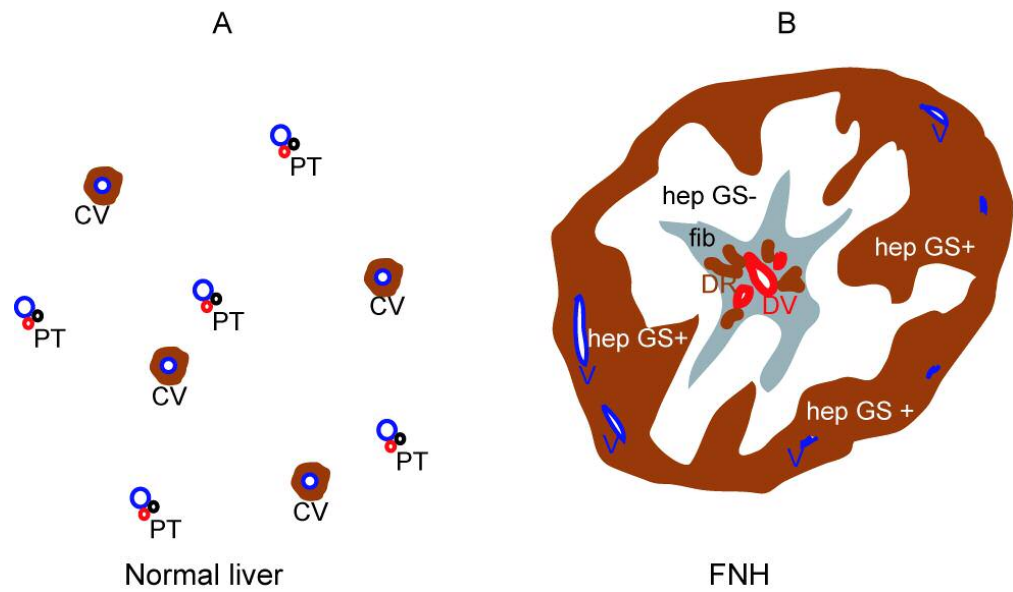 A
B
PT
CV
hep GS-
V
fib
hep GS+
CV
PT
PT
DR
DV
hep GS+
CV
V
hep GS +
PT
V
V
CV
PT
Normal liver
FNH